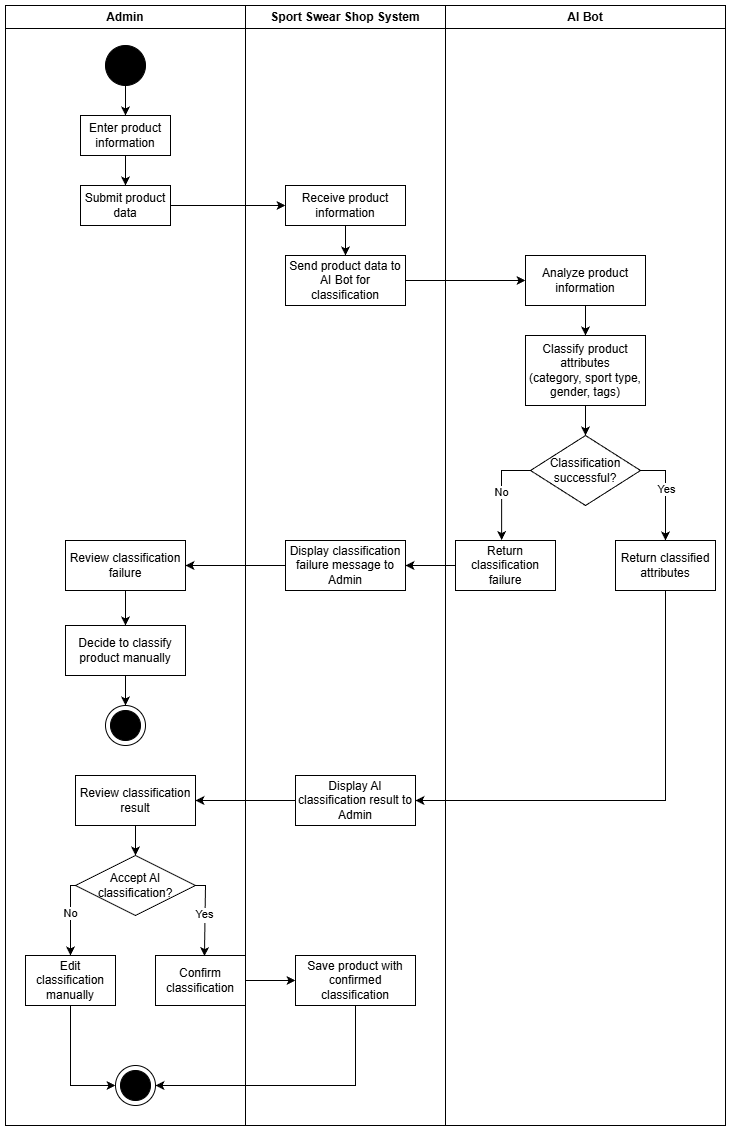 Admin
Sport Swear Shop System
AI Bot
Enter product
information
Submit product
data
Receive product
information
Send product data to
AI Bot for
classification
Analyze product
information
Classify product
attributes
(category, sport type,
gender, tags)
Classification
successful?
No
Yes
Review classification
failure
Display classification
failure message to
Admin
Return
classification
failure
Return classified
attributes
Decide to classify
product manually
Review classification
result
Display AI
classification result to
Admin
Accept AI
classification?
No
Yes
Edit
classification
manually
Confirm
classification
Save product with
confirmed
classification